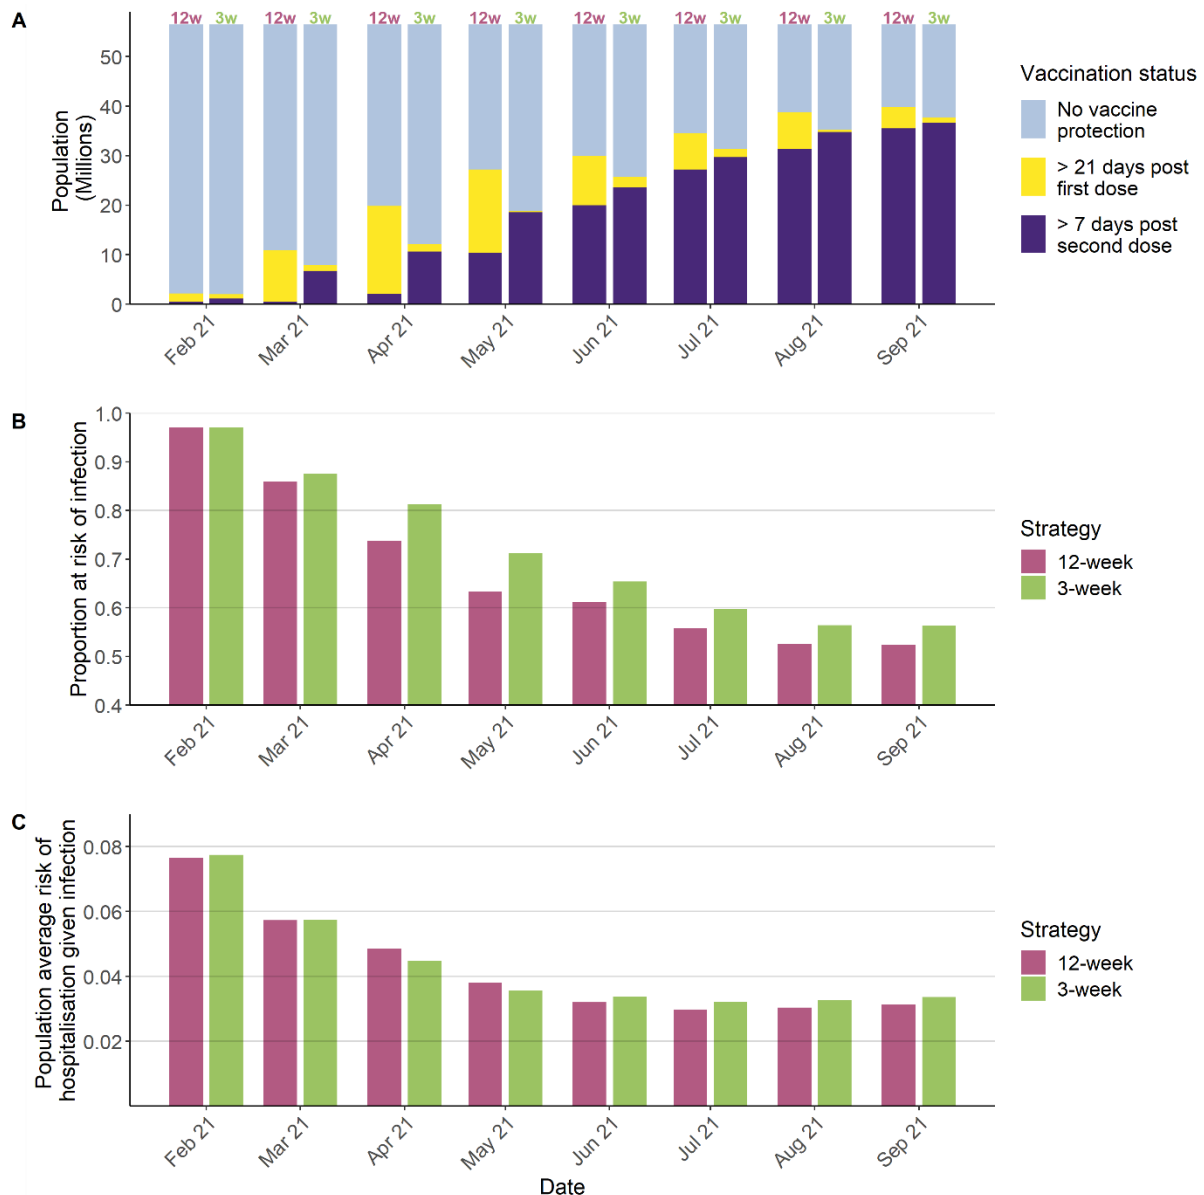 A
12w 3w 12w 3w 12w 3w 12w 3w 12w 3w 12w 3w 12w 3w 12w 3w
Population
(Millions)
50
40
30
20
10
0
Feb 21 Mar 21 Apr 21 May 21 Jun 21 Jul 21 Aug 21 Sep 21
Vaccination status
No vaccine
protection
> 21 days post
first dose
> 7 days post
second dose
B
Proportion at risk of infection
1.0
0.9
0.8
0.7
0.6
0.5
0.4
Feb 21 Mar 21 Apr 21 May 21 Jun 21 Jul 21 Aug 21 Sep 21
Strategy
12-week
3-week
C
Population average risk of
hospitalisation given infection
0.08
0.06
0.04
0.02
Feb 21 Mar 21 Apr 21 May 21 Jun 21 Jul 21 Aug 21 Sep 21
Date
Strategy
12-week
3-week